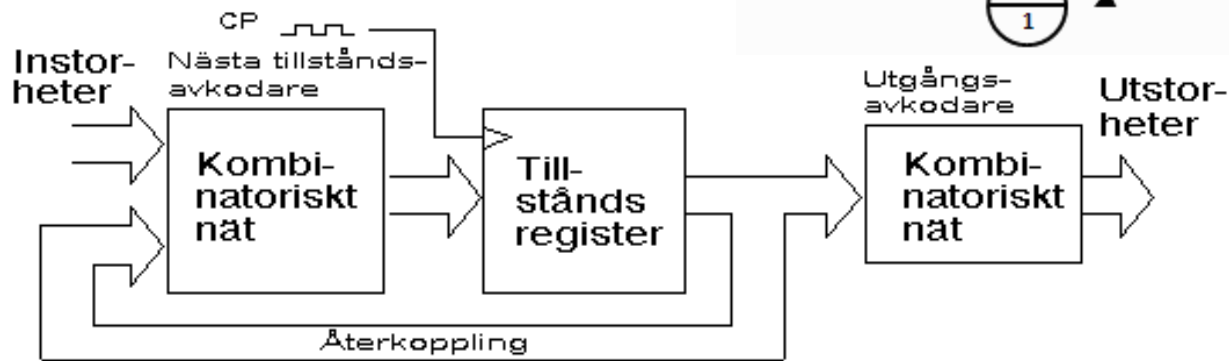 1
CP
Instor-
heter
Nästa tillstånds-
avkodare
Kombi-
natoriskt
nät
Till-
stånds
register
Utgångs-
avkodare
Kombi-
natoriskt
nät
Utstor-
heter
Återkoppling